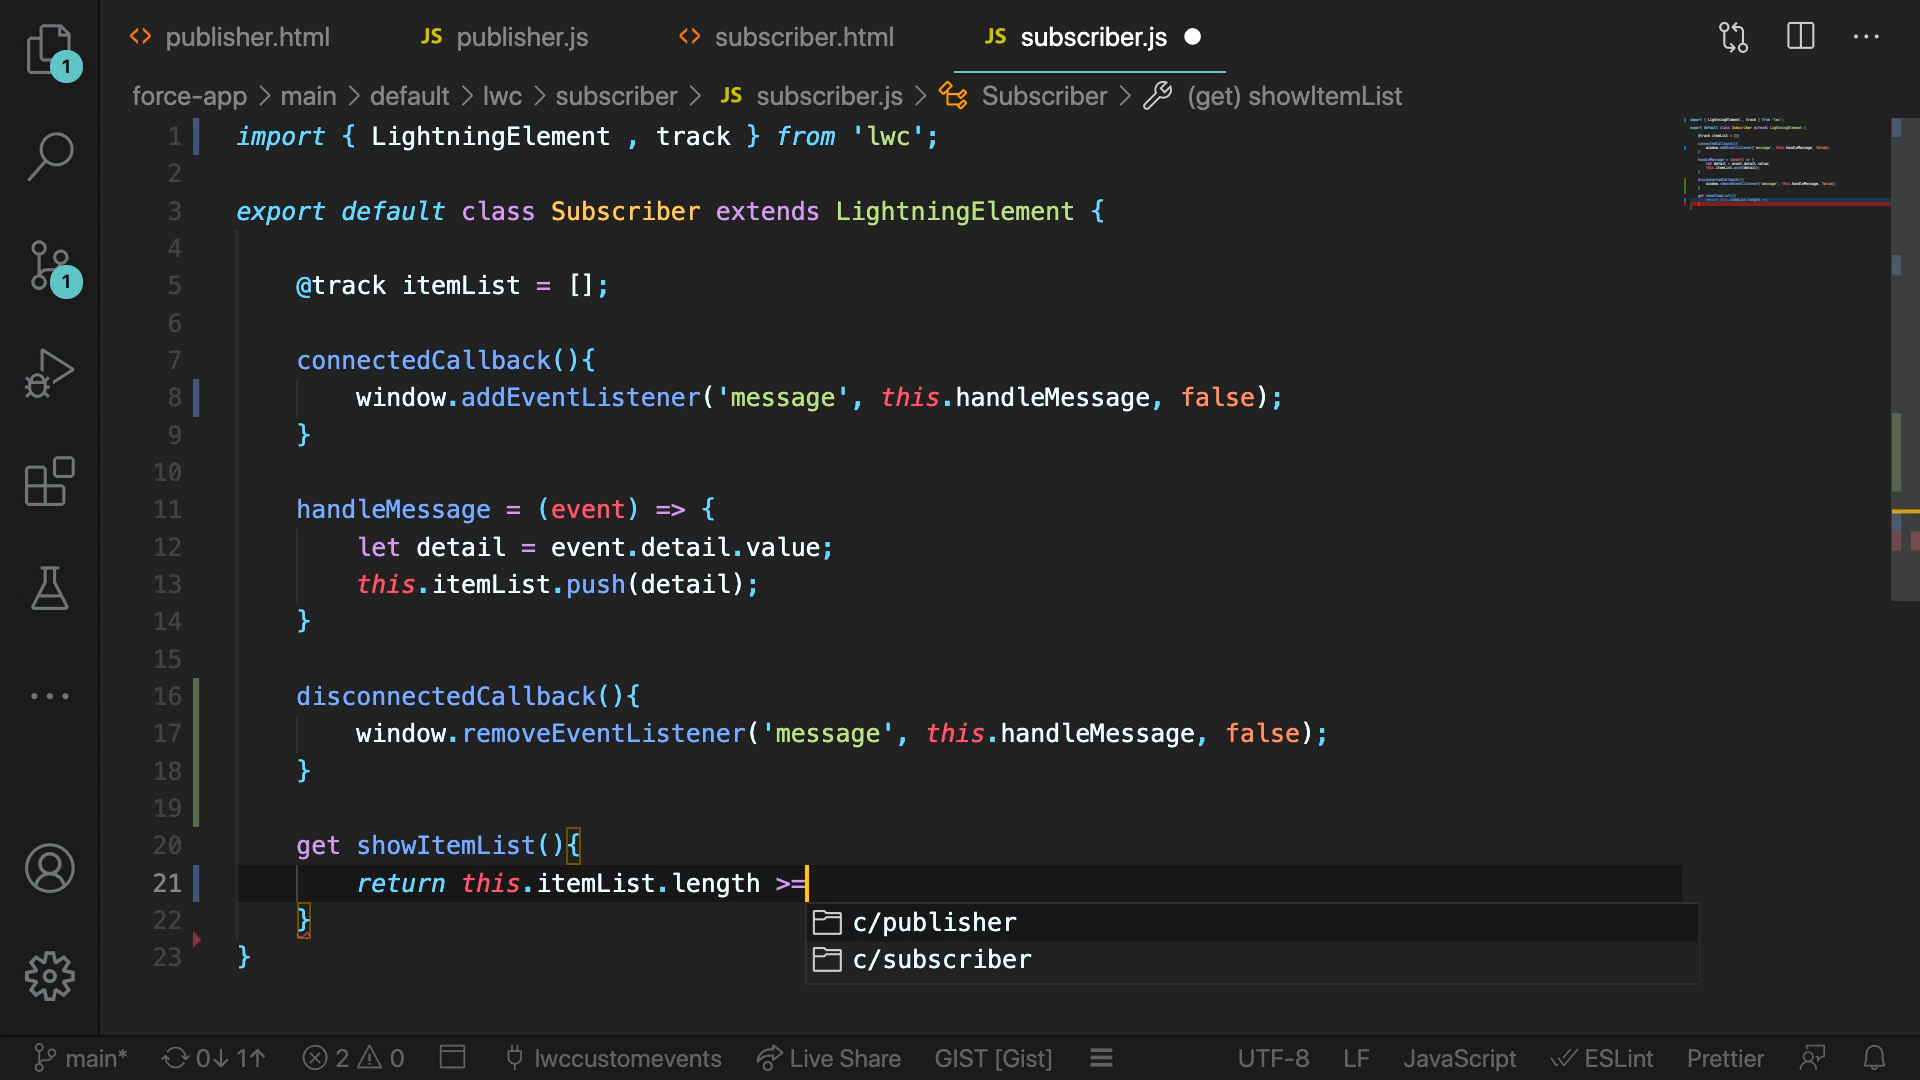 <> publisher.html JS publisher.js <> subscriber.html JS subscriber.js
force-app > main > default > lwc > subscriber > JS subscriber.js > Subscriber > (get) showItemList
1 import { LightningElement , track } from 'lwc';
2
3 export default class Subscriber extends LightningElement {
4
5 @track itemList = [];
6
7 connectedCallback(){
8 window.addEventListener('message', this.handleMessage, false);
9 }
10
11 handleMessage = (event) => {
12 let detail = event.detail.value;
13 this.itemList.push(detail);
14 }
15
16 disconnectedCallback(){
17 window.removeEventListener('message', this.handleMessage, false);
18 }
19
20 get showItemList(){
21 return this.itemList.length >=
22 }
23 }
c/publisher
c/subscriber
1
1
main* 0↓ 1↑ 2 0 lwccustomevents Live Share GIST [Gist] UTF-8 LF JavaScript ESLint Prettier